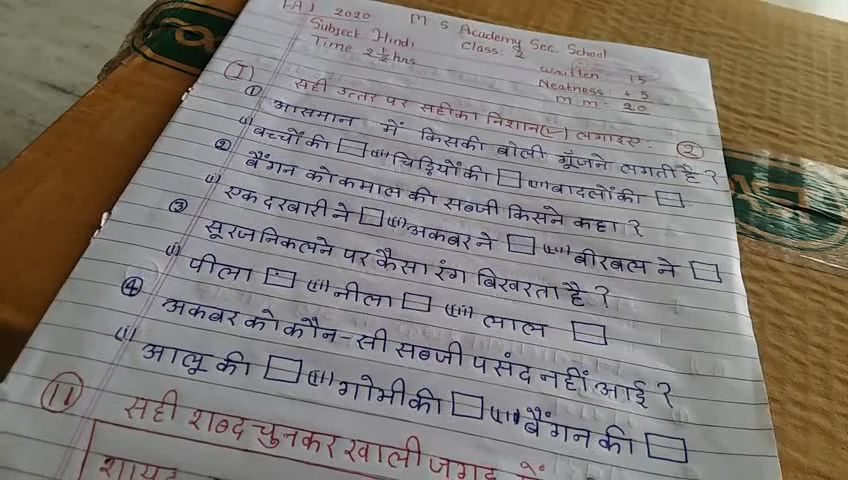 FA1 2020 M S Academy Sec. School
Subject Hindi Class: 2
Time 2½ hrs written 15
Neatness: +5
M.M= 20
(I) सही उत्तर पर सहीका निशान(✓) लगाइए- (2)
① आसमान में किसकी बोली गूँजने लगती है?
(i) बच्चोंकी □ (ii) चिड़ियोंकी □ (iii) बादलोंकी □
② बैंगन को कमाल की सब्जी किसने कहा?
(i) एक दरबारी ने □ (ii) अकबर ने □ (iii) बीरबल ने □
③ सूरज निकलने पर कैसा रंग बिखरता है?
(i) पीला □ (ii) नीला □ (iii) लाल □
④ अकबर को कौन-सी सब्जी पसंद नहीं आई?
(i) आलू की □ (ii) गोभी की □ (iii) बैंगन की □
(II) सही शब्द चुनकर खाली जगह में